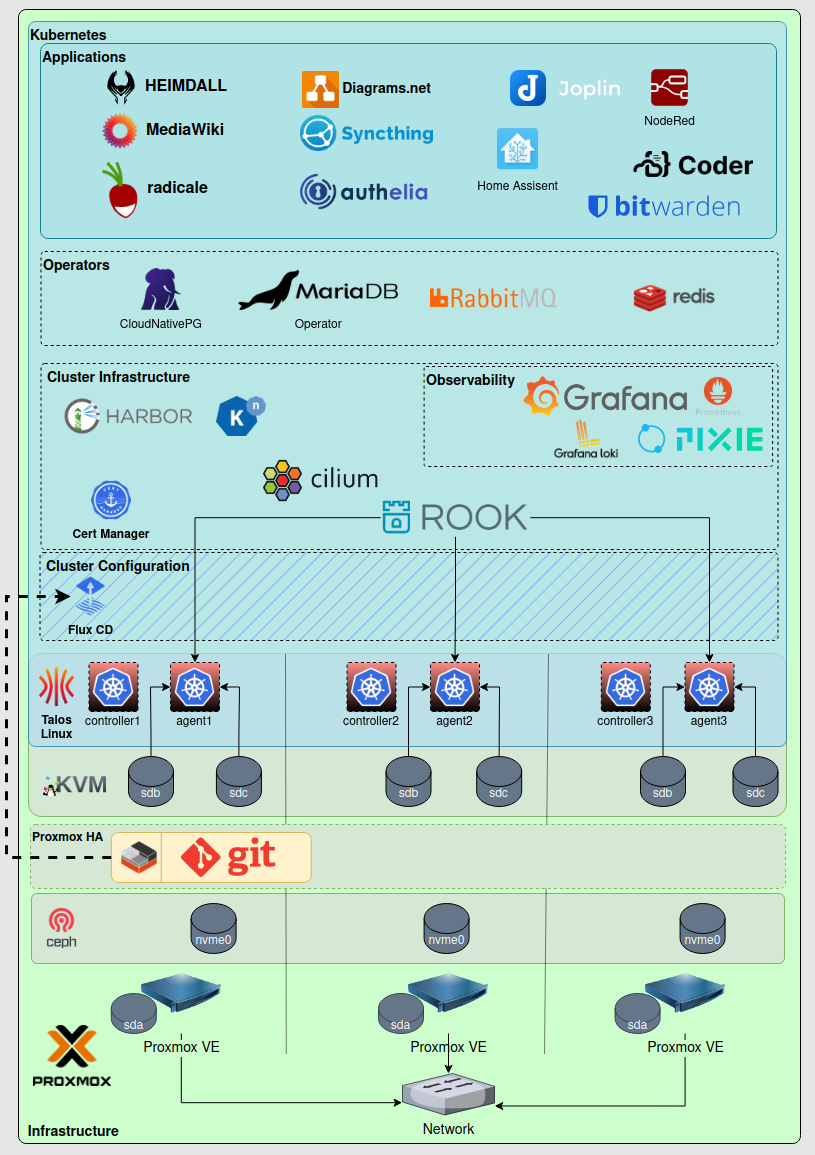 Kubernetes
Applications
HEIMDALL
Diagrams.net
Joplin
NodeRed
MediaWiki
Syncthing
Home Assisent
Coder
radicale
authelia
bitwarden
Operators
CloudNativePG
MariaDB
Operator
RabbitMQ
redis
Cluster Infrastructure
HARBOR
K
n
Observability
Grafana
Prometheus
Grafana loki
PIXIE
cilium
Cert Manager
ROOK
Cluster Configuration
Flux CD
Talos
Linux
controller1
agent1
controller2
agent2
controller3
agent3
KVM
sdb
sdc
sdb
sdc
sdb
sdc
Proxmox HA
git
ceph
nvme0
nvme0
nvme0
sda
sda
sda
Proxmox VE
Proxmox VE
Proxmox VE
PROXMOX
Network
Infrastructure